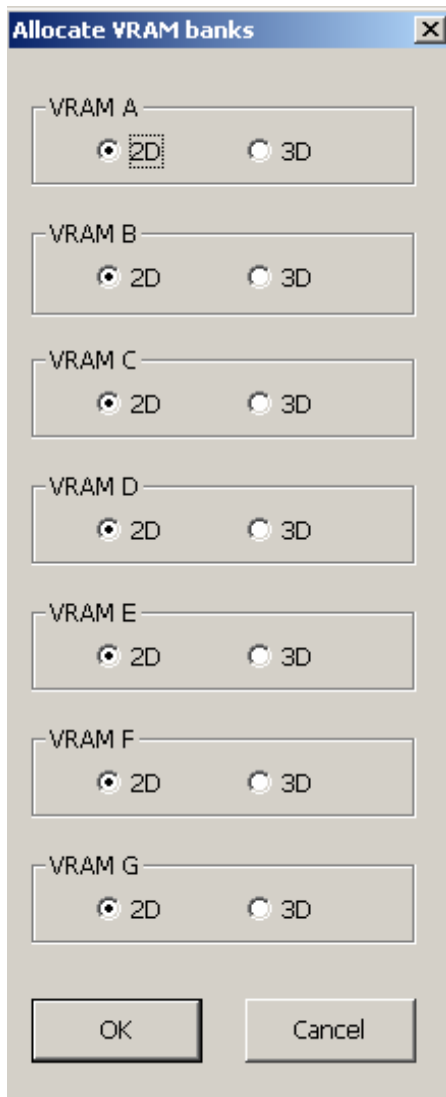 Allocate VRAM banks
VRAM A
2D 3D
VRAM B
2D 3D
VRAM C
2D 3D
VRAM D
2D 3D
VRAM E
2D 3D
VRAM F
2D 3D
VRAM G
2D 3D
OK Cancel